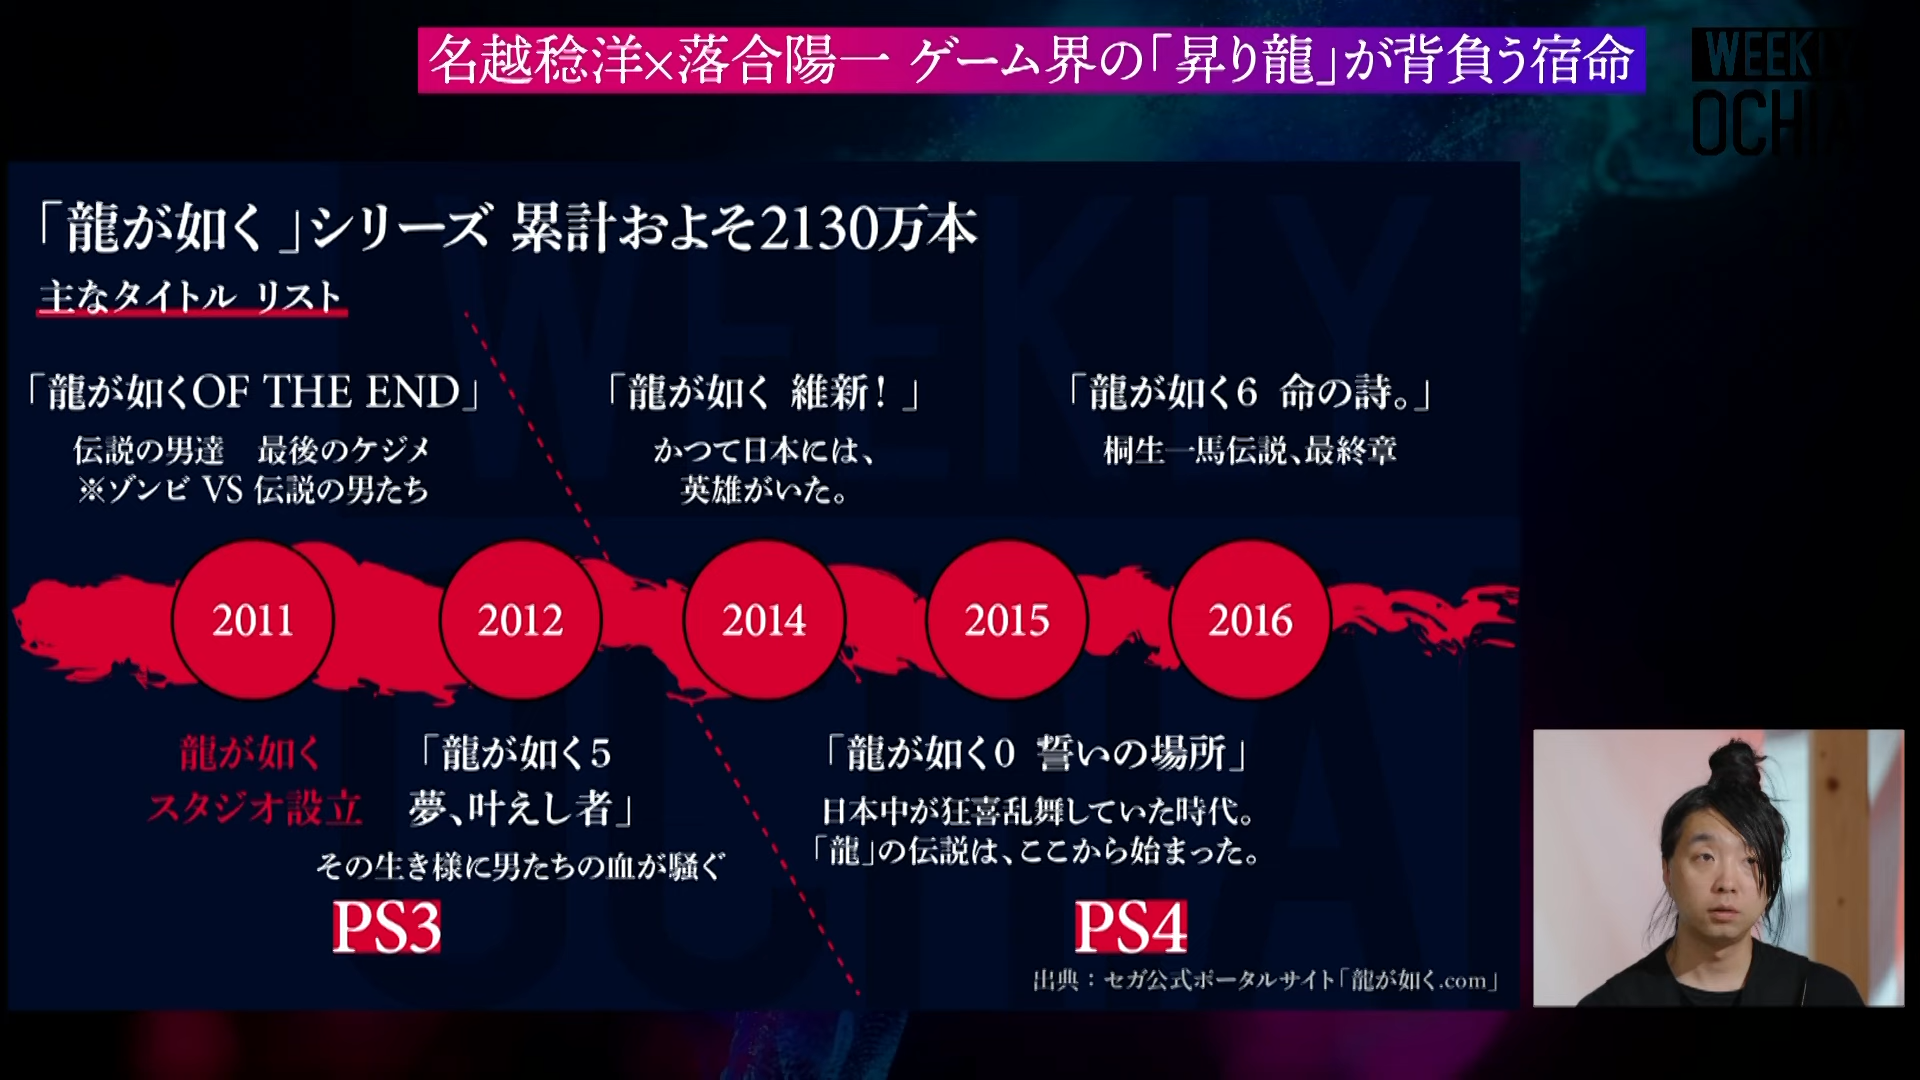 名越稔洋×落合陽一 ゲーム界の「昇り龍」が背負う宿命
WEEKLY
OCHIAI
「龍が如く」シリーズ 累計およそ2130万本
主なタイトル リスト
「龍が如くOF THE END」
伝説の男達　最後のケジメ
※ゾンビ VS 伝説の男たち
「龍が如く 維新！」
かつて日本には、
英雄がいた。
「龍が如く6 命の詩。」
桐生一馬伝説、最終章
2011
2012
2014
2015
2016
龍が如く
スタジオ設立
「龍が如く5
夢、叶えし者」
その生き様に男たちの血が騒ぐ
PS3
「龍が如く0 誓いの場所」
日本中が狂喜乱舞していた時代。
「龍」の伝説は、ここから始まった。
PS4
出典：セガ公式ポータルサイト「龍が如く.com」